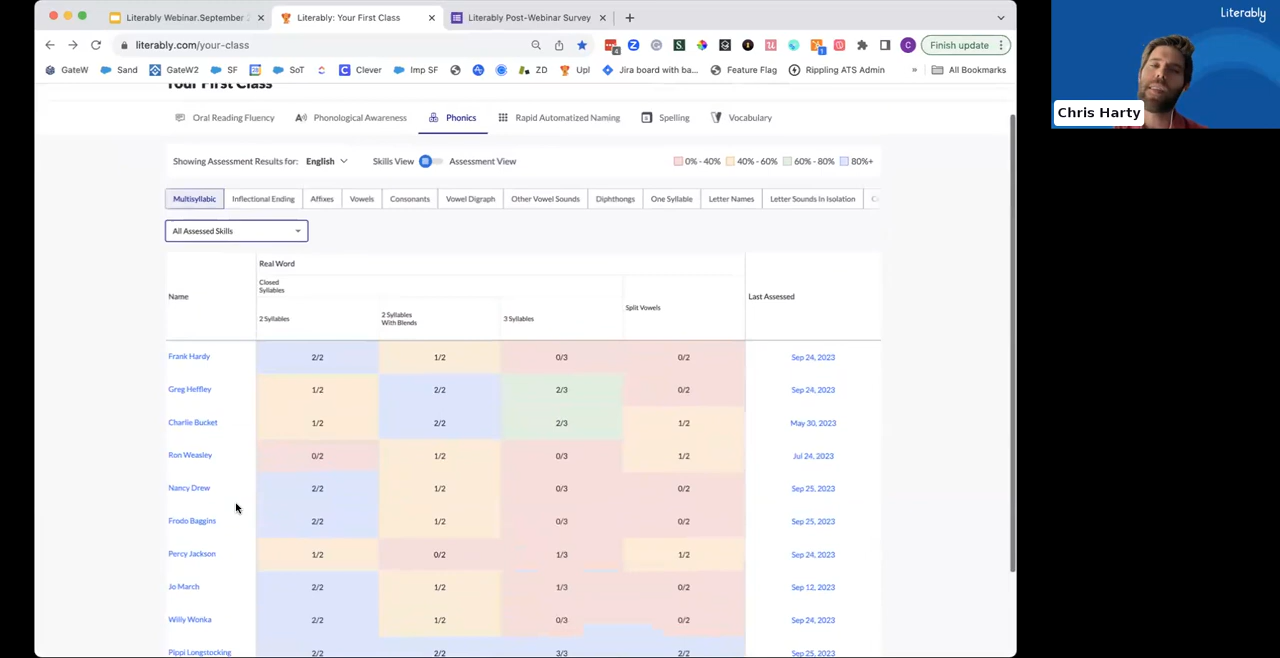 Literably Webinar.September
Literably: Your First Class
Literably Post-Webinar Survey
literably.com/your-class
Finish update
GateW
Sand
GateW2
SF
SoT
Clever
Imp SF
ZD
Upl
Jira board with ba...
Feature Flag
Rippling ATS Admin
»
All Bookmarks
Your First Class
Oral Reading Fluency
Phonological Awareness
Phonics
Rapid Automatized Naming
Spelling
Vocabulary
Showing Assessment Results for: English
Skills View
Assessment View
0% - 40%
40% - 60%
60% - 80%
80%+
Multisyllabic
Inflectional Ending
Affixes
Vowels
Consonants
Vowel Digraph
Other Vowel Sounds
Diphthongs
One Syllable
Letter Names
Letter Sounds In Isolation
All Assessed Skills
Name
Real Word
Closed
Syllables
2 Syllables
2 Syllables
With Blends
3 Syllables
Split Vowels
Last Assessed
Frank Hardy 2/2 1/2 0/3 0/2 Sep 24, 2023
Greg Heffley 1/2 2/2 2/3 0/2 Sep 24, 2023
Charlie Bucket 1/2 2/2 2/3 1/2 May 30, 2023
Ron Weasley 0/2 1/2 0/3 1/2 Jul 24, 2023
Nancy Drew 2/2 1/2 0/3 0/2 Sep 25, 2023
Frodo Baggins 2/2 1/2 0/3 0/2 Sep 25, 2023
Percy Jackson 1/2 0/2 1/3 1/2 Sep 24, 2023
Jo March 2/2 1/2 1/3 0/2 Sep 12, 2023
Willy Wonka 2/2 1/2 0/3 0/2 Sep 24, 2023
Pippi Longstocking 2/2 2/2 3/3 2/2 Sep 25, 2023
Literably
Chris Harty